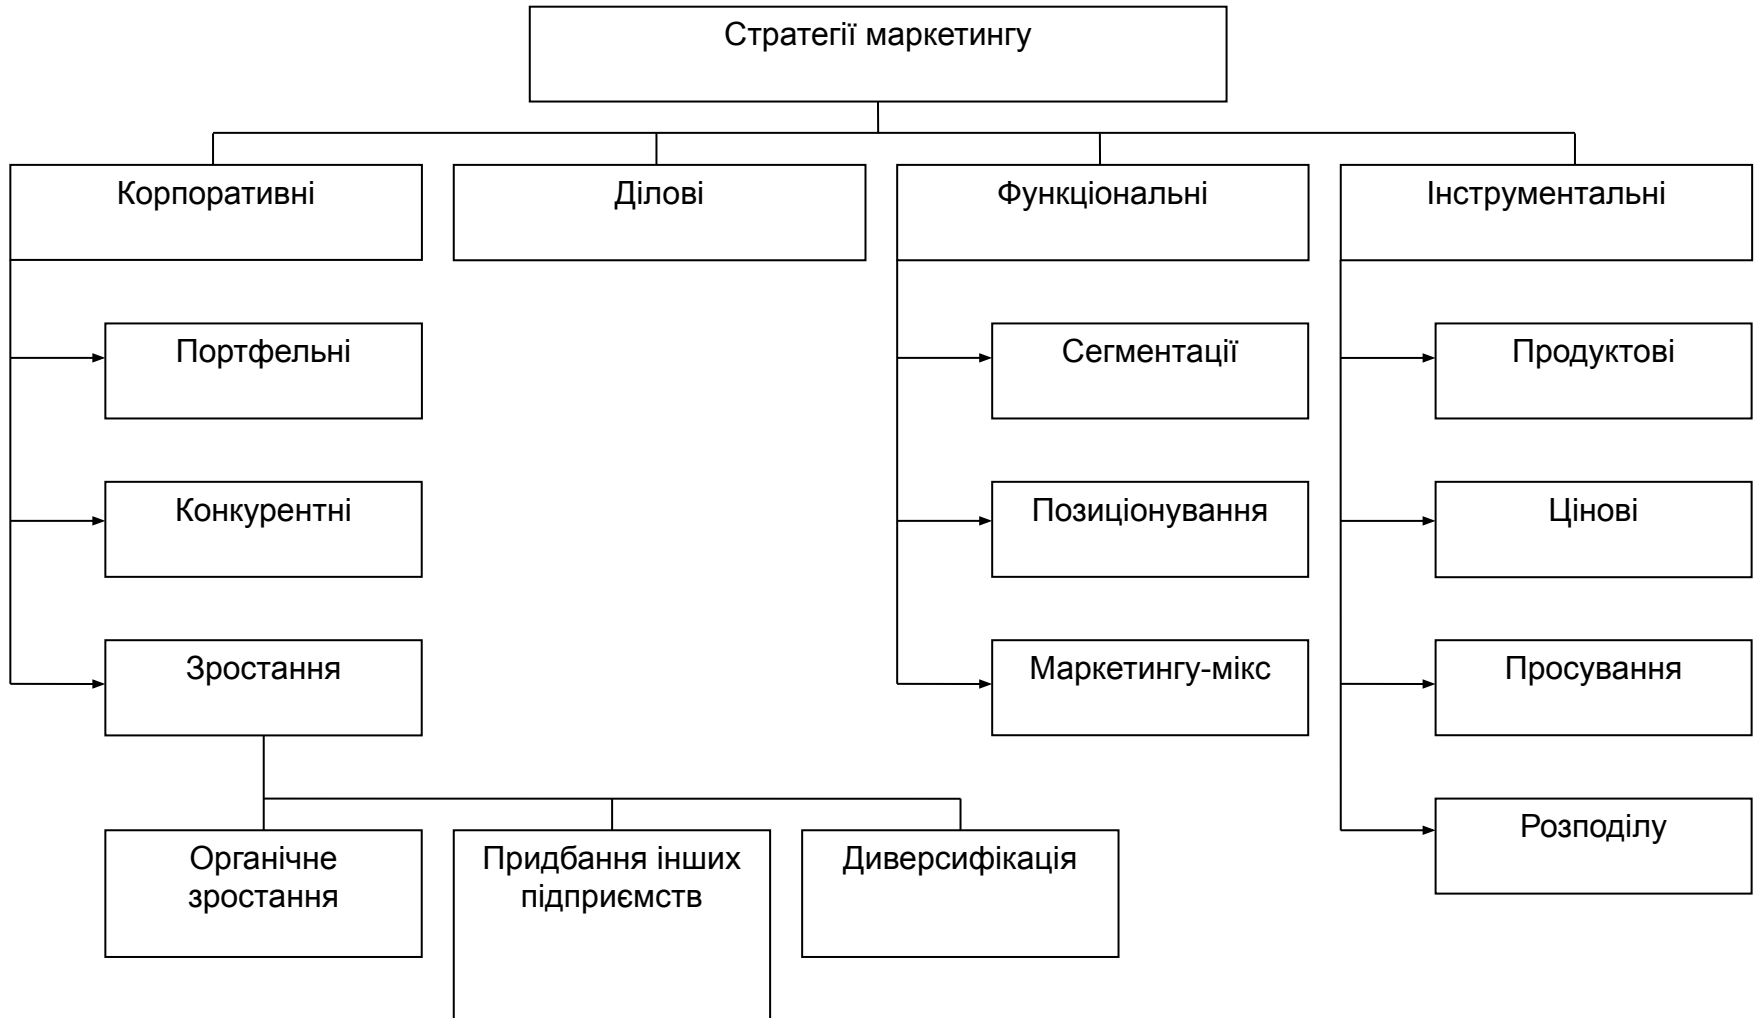 Стратегії маркетингу
Корпоративні
Ділові
Функціональні
Інструментальні
Портфельні
Сегментації
Продуктові
Конкурентні
Позиціонування
Цінові
Зростання
Маркетингу-мікс
Просування
Органічне
зростання
Придбання інших
підприємств
Диверсифікація
Розподілу